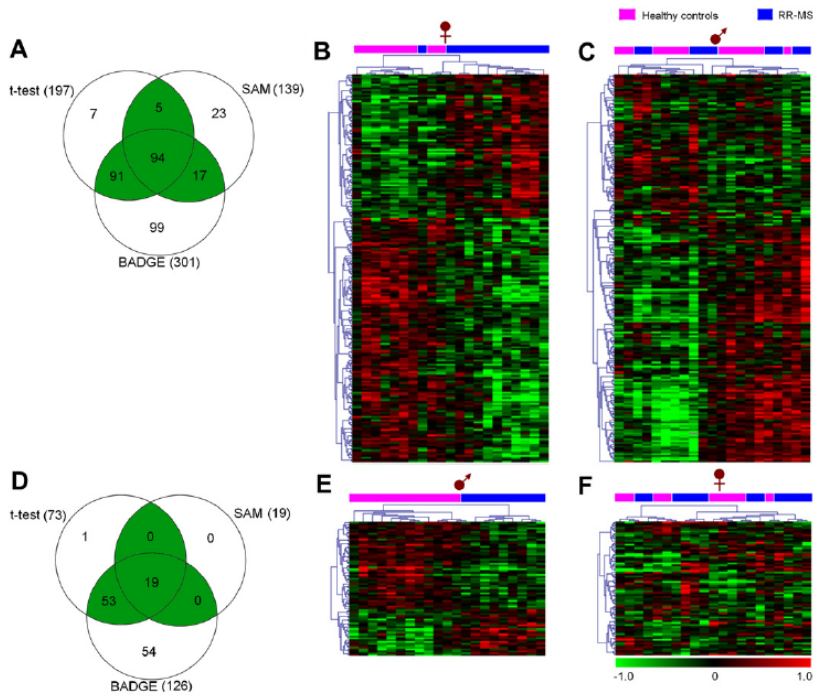 Healthy controls
RR-MS
A
t-test (197)
SAM (139)
7
5
23
94
91
17
99
BADGE (301)
B
♀
C
♂
D
t-test (73)
SAM (19)
1
0
0
19
53
0
54
BADGE (126)
E
♂
F
♀
-1.0
0
1.0